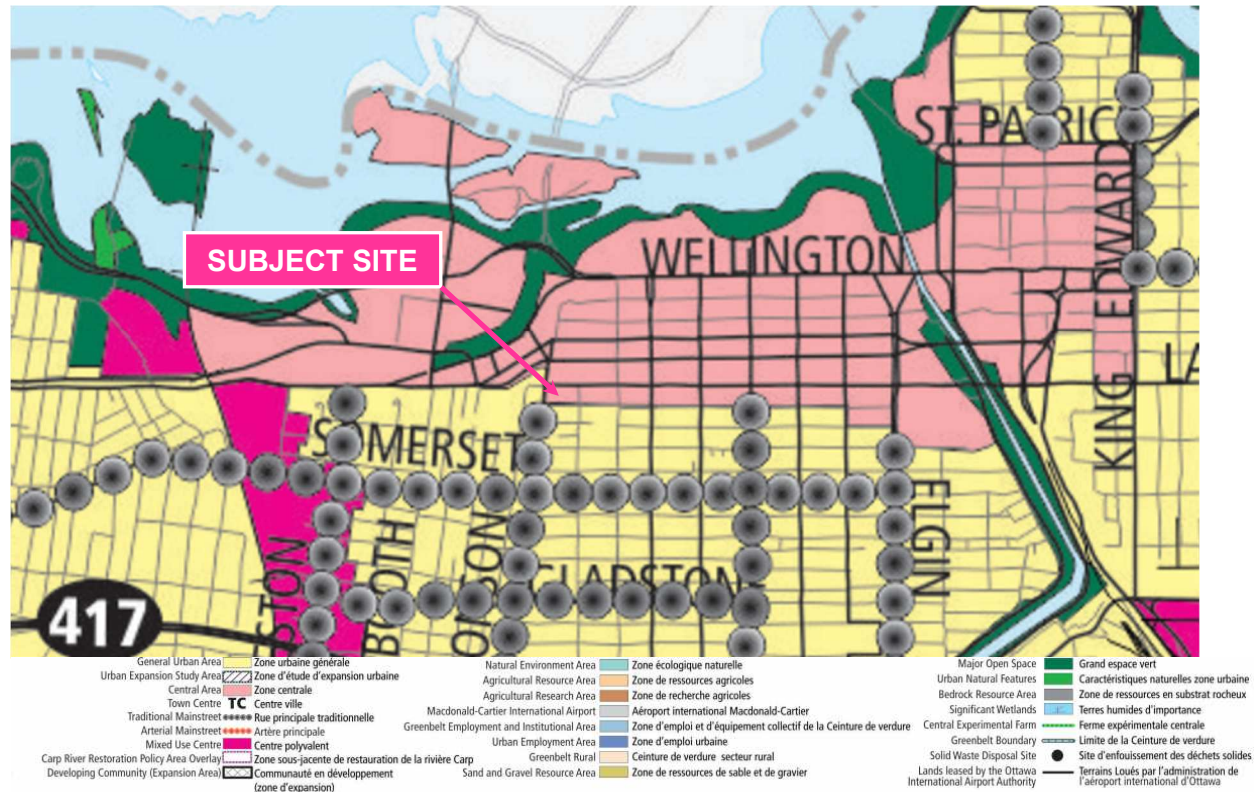 ST. PATRIC
KING EDWARD
WELLINGTON
SUBJECT SITE
LA
SOMERSET
ELGIN
BOOTH
GLADSTON
417
General Urban Area Zone urbaine générale
Urban Expansion Study Area Zone d'étude d'expansion urbaine
Central Area Zone centrale
Town Centre TC Centre ville
Traditional Mainstreet Rue principale traditionnelle
Arterial Mainstreet Artère principale
Mixed Use Centre Centre polyvalent
Carp River Restoration Policy Area Overlay Zone sous-jacente de restauration de la rivière Carp
Developing Community (Expansion Area) Communauté en développement
(zone d'expansion)
Natural Environment Area Zone écologique naturelle
Agricultural Resource Area Zone de ressources agricoles
Agricultural Research Area Zone de recherche agricoles
Macdonald-Cartier International Airport Aéroport international Macdonald-Cartier
Greenbelt Employment and Institutional Area Zone d'emploi et d'équipement collectif de la Ceinture de verdure
Urban Employment Area Zone d'emploi urbaine
Greenbelt Rural Ceinture de verdure secteur rural
Sand and Gravel Resource Area Zone de ressources de sable et de gravier
Major Open Space Grand espace vert
Urban Natural Features Caractéristiques naturelles zone urbaine
Bedrock Resource Area Zone de ressources en substrat rocheux
Significant Wetlands Terres humides d'importance
Central Experimental Farm Ferme expérimentale centrale
Greenbelt Boundary Limite de la Ceinture de verdure
Solid Waste Disposal Site Site d'enfouissement des déchets solides
Lands leased by the Ottawa Terrains Loués par l'administration de
International Airport Authority l'aéroport international d'Ottawa